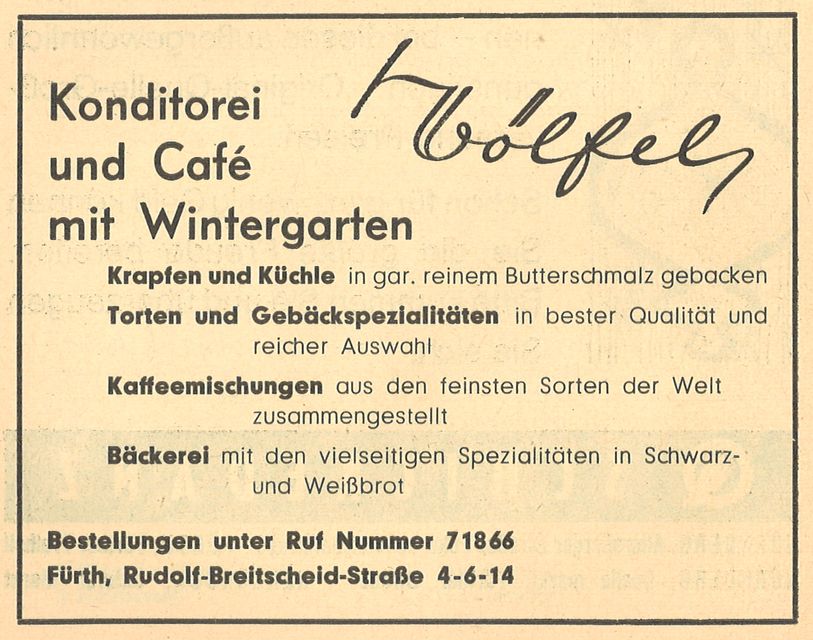 Konditorei
und Café
mit Wintergarten
Wölfel
Krapfen und Küchle in gar. reinem Butterschmalz gebacken
Torten und Gebäckspezialitäten in bester Qualität und
reicher Auswahl
Kaffeemischungen aus den feinsten Sorten der Welt
zusammengestellt
Bäckerei mit den vielseitigen Spezialitäten in Schwarz-
und Weißbrot
Bestellungen unter Ruf Nummer 71866
Fürth, Rudolf-Breitscheid-Straße 4-6-14